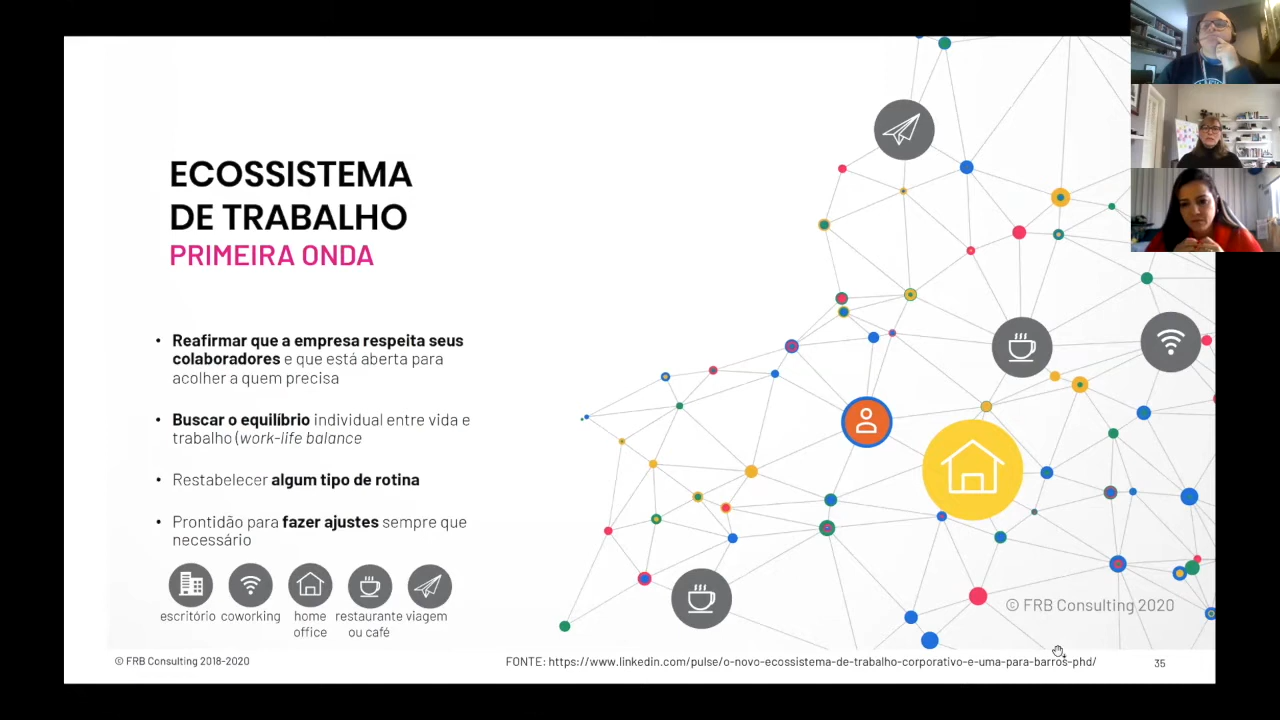 ECOSSISTEMA
DE TRABALHO
PRIMEIRA ONDA
• Reafirmar que a empresa respeita seus
colaboradores e que está aberta para
acolher a quem precisa
• Buscar o equilíbrio individual entre vida e
trabalho (work-life balance
• Restabelecer algum tipo de rotina
• Prontidão para fazer ajustes sempre que
necessário
escritório coworking home office restaurante ou café viagem
© FRB Consulting 2020
© FRB Consulting 2018-2020
FONTE: https://www.linkedin.com/pulse/o-novo-ecossistema-de-trabalho-corporativo-e-uma-para-barros-phd/
35